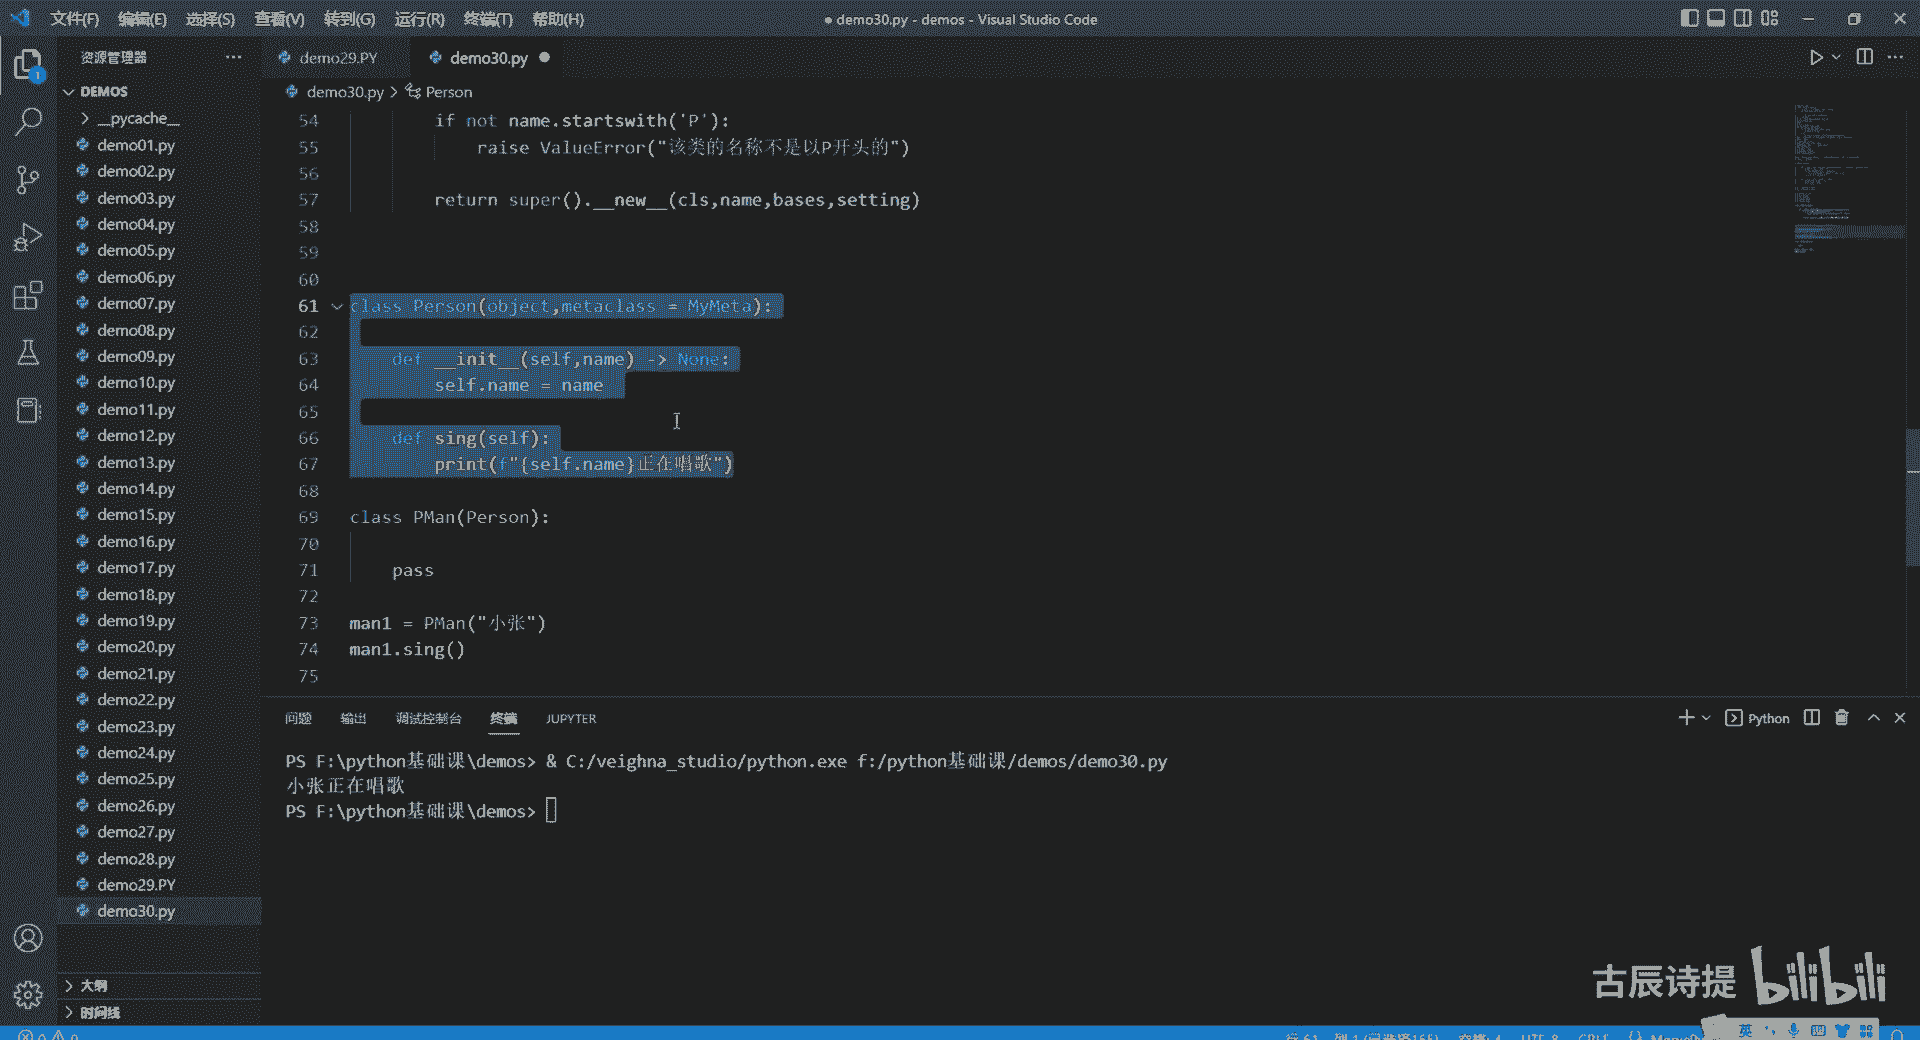 文件(F) 编辑(E) 选择(S) 查看(V) 转到(G) 运行(R) 终端(T) 帮助(H)
● demo30.py - demos - Visual Studio Code
资源管理器
demo29.PY
demo30.py
DEMOS
demo30.py > Person
__pycache__
demo01.py
demo02.py
demo03.py
demo04.py
demo05.py
demo06.py
demo07.py
demo08.py
demo09.py
demo10.py
demo11.py
demo12.py
demo13.py
demo14.py
demo15.py
demo16.py
demo17.py
demo18.py
demo19.py
demo20.py
demo21.py
demo22.py
demo23.py
demo24.py
demo25.py
demo26.py
demo27.py
demo28.py
demo29.PY
demo30.py
大纲
时间线
1
54 if not name.startswith('P'):
55 raise ValueError("该类的名称不是以P开头的")
56
57 return super().__new__(cls,name,bases,setting)
58
59
60
61 class Person(object,metaclass = MyMeta):
62
63 def __init__(self,name) -> None:
64 self.name = name
65
66 def sing(self):
67 print(f"{self.name}正在唱歌")
68
69 class PMan(Person):
70
71 pass
72
73 man1 = PMan("小张")
74 man1.sing()
75
问题 输出 调试控制台 终端 JUPYTER
Python
PS F:\python基础课\demos> & C:/veighna_studio/python.exe f:/python基础课/demos/demo30.py
小张正在唱歌
PS F:\python基础课\demos>
古辰诗提 bilibili
英